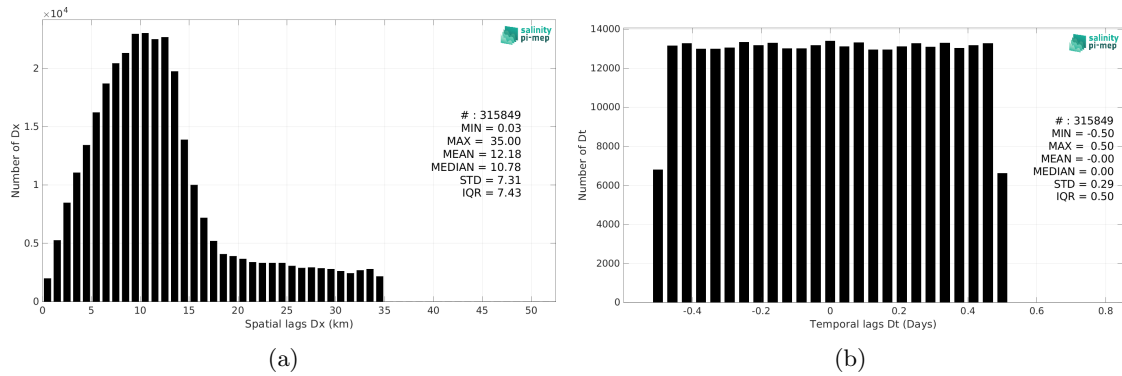 ×10⁴
2
1.5
1
0.5
0
Number of Dx
0 5 10 15 20 25 30 35 40 45 50
Spatial lags Dx (km)
salinity
pi-mep
# : 315849
MIN = 0.03
MAX = 35.00
MEAN = 12.18
MEDIAN = 10.78
STD = 7.31
IQR = 7.43
(a)
14000
12000
10000
8000
6000
4000
2000
0
Number of Dt
-0.4 -0.2 0 0.2 0.4 0.6 0.8
Temporal lags Dt (Days)
salinity
pi-mep
# : 315849
MIN = -0.50
MAX = 0.50
MEAN = -0.00
MEDIAN = 0.00
STD = 0.29
IQR = 0.50
(b)